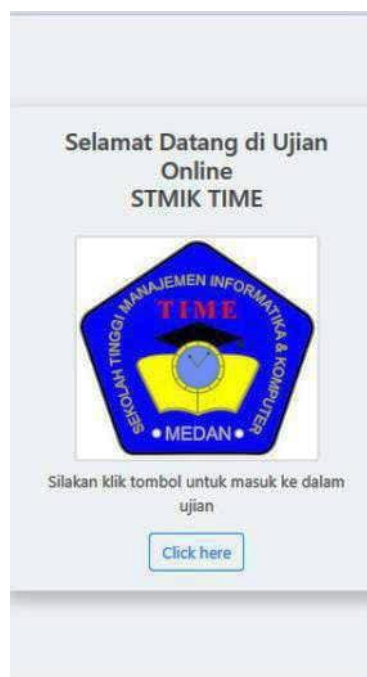 Selamat Datang di Ujian
Online
STMIK TIME
SEKOLAH TINGGI MANAJEMEN INFORMATIKA & KOMPUTER
TIME
• MEDAN •
Silakan klik tombol untuk masuk ke dalam
ujian
Click here